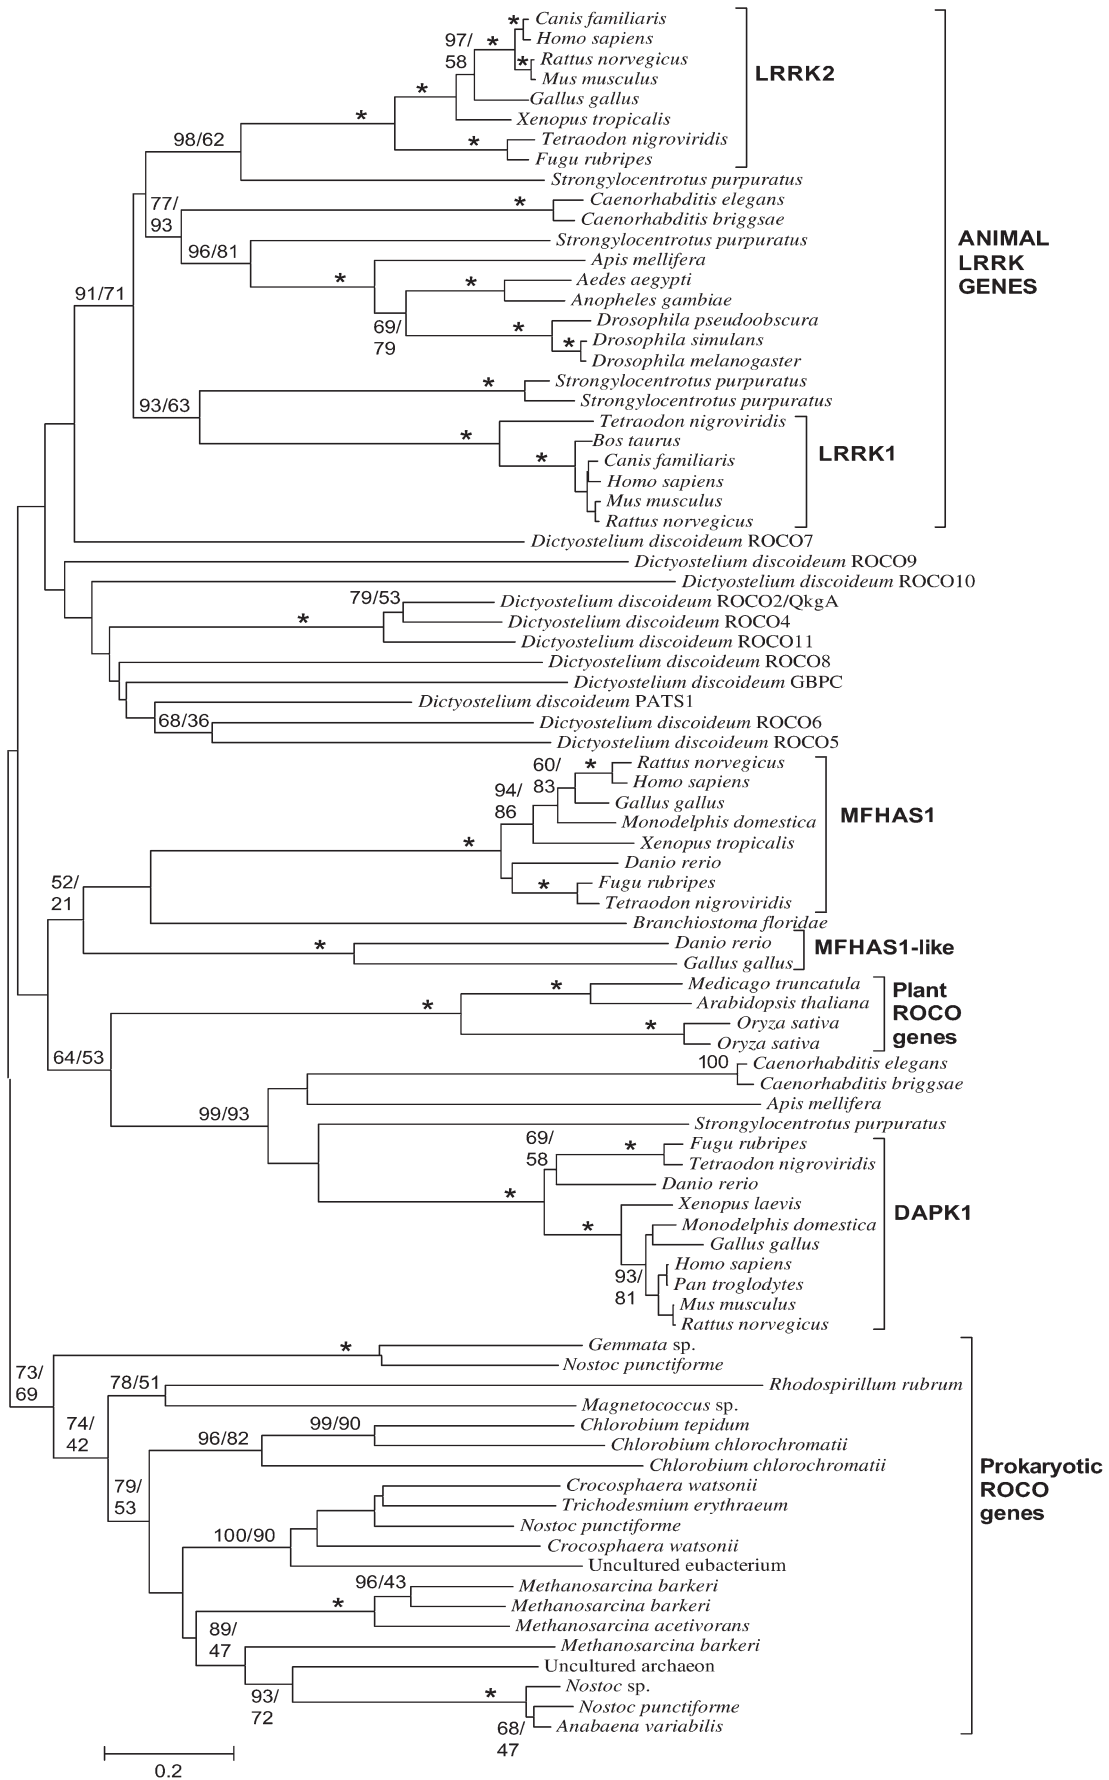 *
Canis familiaris
Homo sapiens
97/
58
*
*
Rattus norvegicus
Mus musculus
LRRK2
*
Gallus gallus
*
Xenopus tropicalis
98/62
*
Tetraodon nigroviridis
Fugu rubripes
Strongylocentrotus purpuratus
77/
93
*
Caenorhabditis elegans
Caenorhabditis briggsae
96/81
Strongylocentrotus purpuratus
ANIMAL
LRRK
GENES
Apis mellifera
*
*
Aedes aegypti
Anopheles gambiae
91/71
69/
79
*
Drosophila pseudoobscura
*
Drosophila simulans
Drosophila melanogaster
*
Strongylocentrotus purpuratus
93/63
Strongylocentrotus purpuratus
Tetraodon nigroviridis
*
Bos taurus
*
Canis familiaris
LRRK1
Homo sapiens
Mus musculus
Rattus norvegicus
Dictyostelium discoideum ROCO7
Dictyostelium discoideum ROCO9
Dictyostelium discoideum ROCO10
79/53
Dictyostelium discoideum ROCO2/QkgA
*
Dictyostelium discoideum ROCO4
Dictyostelium discoideum ROCO11
Dictyostelium discoideum ROCO8
Dictyostelium discoideum GBPC
Dictyostelium discoideum PATS1
68/36
Dictyostelium discoideum ROCO6
Dictyostelium discoideum ROCO5
60/
83
*
Rattus norvegicus
Homo sapiens
94/
86
Gallus gallus
Monodelphis domestica
MFHAS1
*
Xenopus tropicalis
Danio rerio
52/
21
*
Fugu rubripes
Tetraodon nigroviridis
Branchiostoma floridae
*
Danio rerio
MFHAS1-like
Gallus gallus
*
Medicago truncatula
Plant
ROCO
genes
*
Arabidopsis thaliana
*
Oryza sativa
Oryza sativa
64/53
100
Caenorhabditis elegans
Caenorhabditis briggsae
Apis mellifera
99/93
Strongylocentrotus purpuratus
69/
58
*
Fugu rubripes
Tetraodon nigroviridis
Danio rerio
*
Xenopus laevis
DAPK1
*
Monodelphis domestica
Gallus gallus
93/
81
Homo sapiens
Pan troglodytes
Mus musculus
Rattus norvegicus
*
Gemmata sp.
Nostoc punctiforme
73/
69
78/51
Rhodospirillum rubrum
Magnetococcus sp.
74/
42
99/90
Chlorobium tepidum
96/82
Chlorobium chlorochromatii
Chlorobium chlorochromatii
Prokaryotic
ROCO
genes
79/
53
Crocosphaera watsonii
Trichodesmium erythraeum
Nostoc punctiforme
100/90
Crocosphaera watsonii
Uncultured eubacterium
96/43
Methanosarcina barkeri
*
Methanosarcina barkeri
Methanosarcina acetivorans
89/
47
Methanosarcina barkeri
Uncultured archaeon
93/
72
*
Nostoc sp.
Nostoc punctiforme
68/
47
Anabaena variabilis
0.2